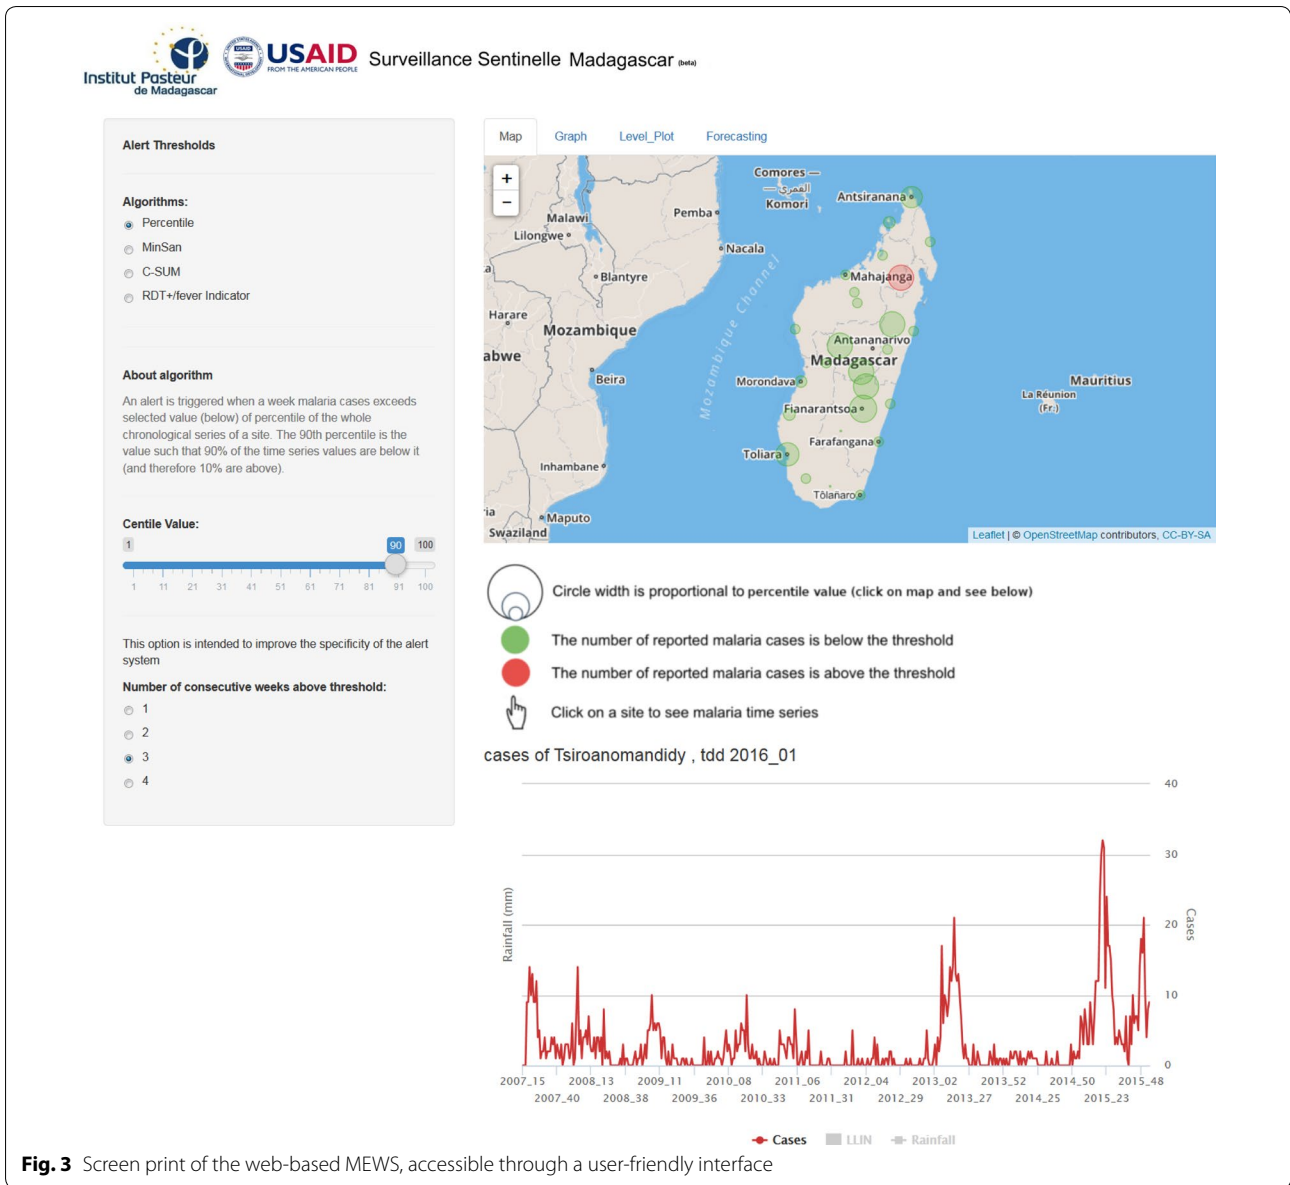 Institut Pasteur
de Madagascar
USAID
USAID
FROM THE AMERICAN PEOPLE
Surveillance Sentinelle Madagascar (beta)
Alert Thresholds
Algorithms:
Percentile
MinSan
C-SUM
RDT+/fever Indicator
About algorithm
An alert is triggered when a week malaria cases exceeds
selected value (below) of percentile of the whole
chronological series of a site. The 90th percentile is the
value such that 90% of the time series values are below it
(and therefore 10% are above).
Centile Value:
1 90 100
1 11 21 31 41 51 61 71 81 91 100
This option is intended to improve the specificity of the alert
system
Number of consecutive weeks above threshold:
1
2
3
4
Map Graph Level_Plot Forecasting
+
−
Comores —
— القمري
Komori
Antsiranana
Malawi
Pemba
Lilongwe
Nacala
Mahajanga
Blantyre
Harare
Mozambique
Mozambique Channel
Antananarivo
abwe
Madagascar
Beira
Morondava
Mauritius
La Réunion
(Fr.)
Fianarantsoa
Farafangana
Toliara
Inhambane
Tôlañaro
ia
Maputo
Swaziland
Leaflet | © OpenStreetMap contributors, CC-BY-SA
Circle width is proportional to percentile value (click on map and see below)
The number of reported malaria cases is below the threshold
The number of reported malaria cases is above the threshold
Click on a site to see malaria time series
cases of Tsiroanomandidy , tdd 2016_01
40
30
20
10
0
Rainfall (mm)
Cases
2007_15 2008_13 2009_11 2010_08 2011_06 2012_04 2013_02 2013_52 2014_50 2015_48
2007_40 2008_38 2009_36 2010_33 2011_31 2012_29 2013_27 2014_25 2015_23
Cases LLIN Rainfall
Fig. 3 Screen print of the web-based MEWS, accessible through a user-friendly interface